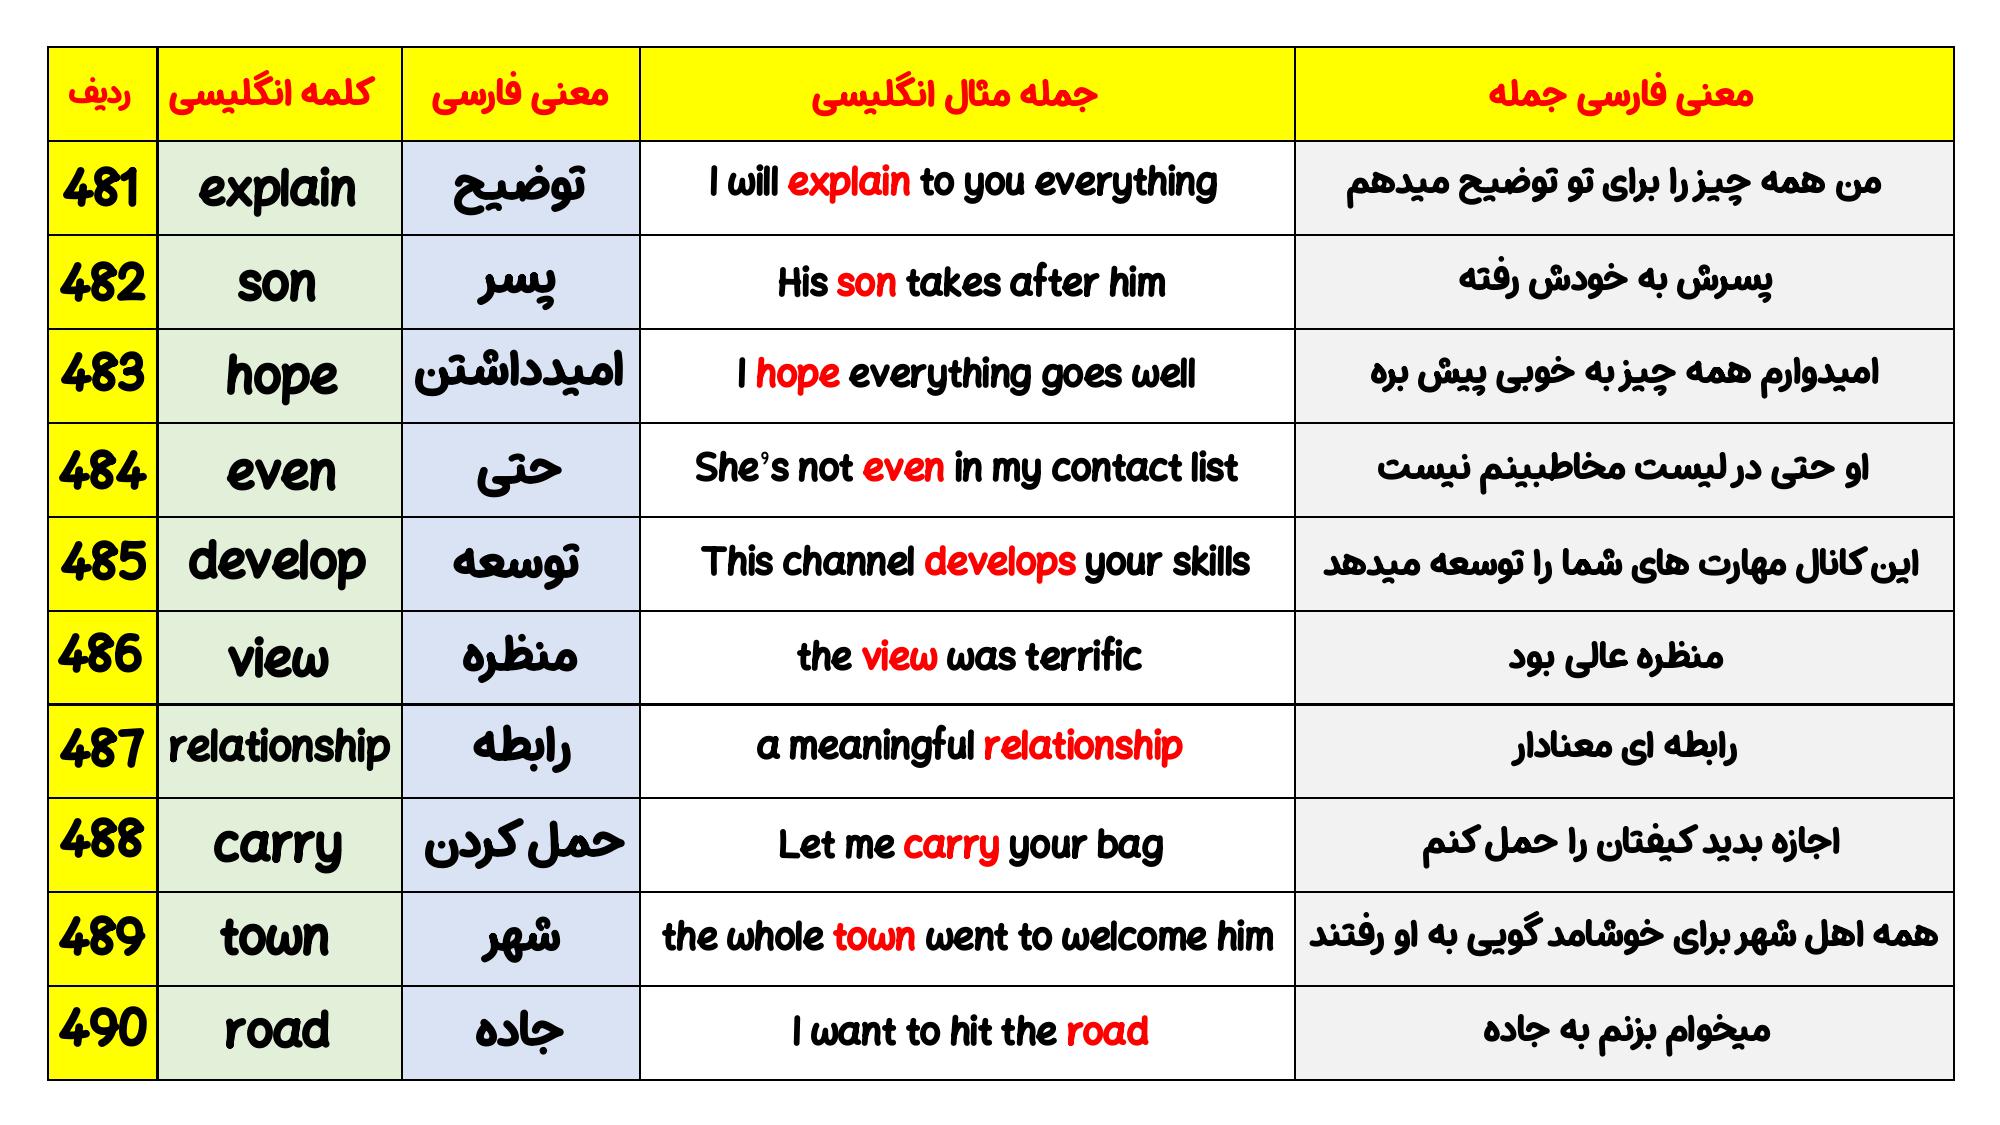 ردیف کلمه انگلیسی معنی فارسی جمله مثال انگلیسی معنی فارسی جمله
481 explain توضیح I will explain to you everything من همه چیز را برای تو توضیح میدهم
482 son پسر His son takes after him پسرش به خودش رفته
483 hope امیدداشتن I hope everything goes well امیدوارم همه چیز به خوبی پیش بره
484 even حتی She's not even in my contact list او حتی در لیست مخاطبینم نیست
485 develop توسعه This channel develops your skills این کانال مهارت های شما را توسعه میدهد
486 view منظره the view was terrific منظره عالی بود
487 relationship رابطه a meaningful relationship رابطه ای معنادار
488 carry حمل کردن Let me carry your bag اجازه بدید کیفتان را حمل کنم
489 town شهر the whole town went to welcome him همه اهل شهر برای خوشامد گویی به او رفتند
490 road جاده I want to hit the road میخوام بزنم به جاده